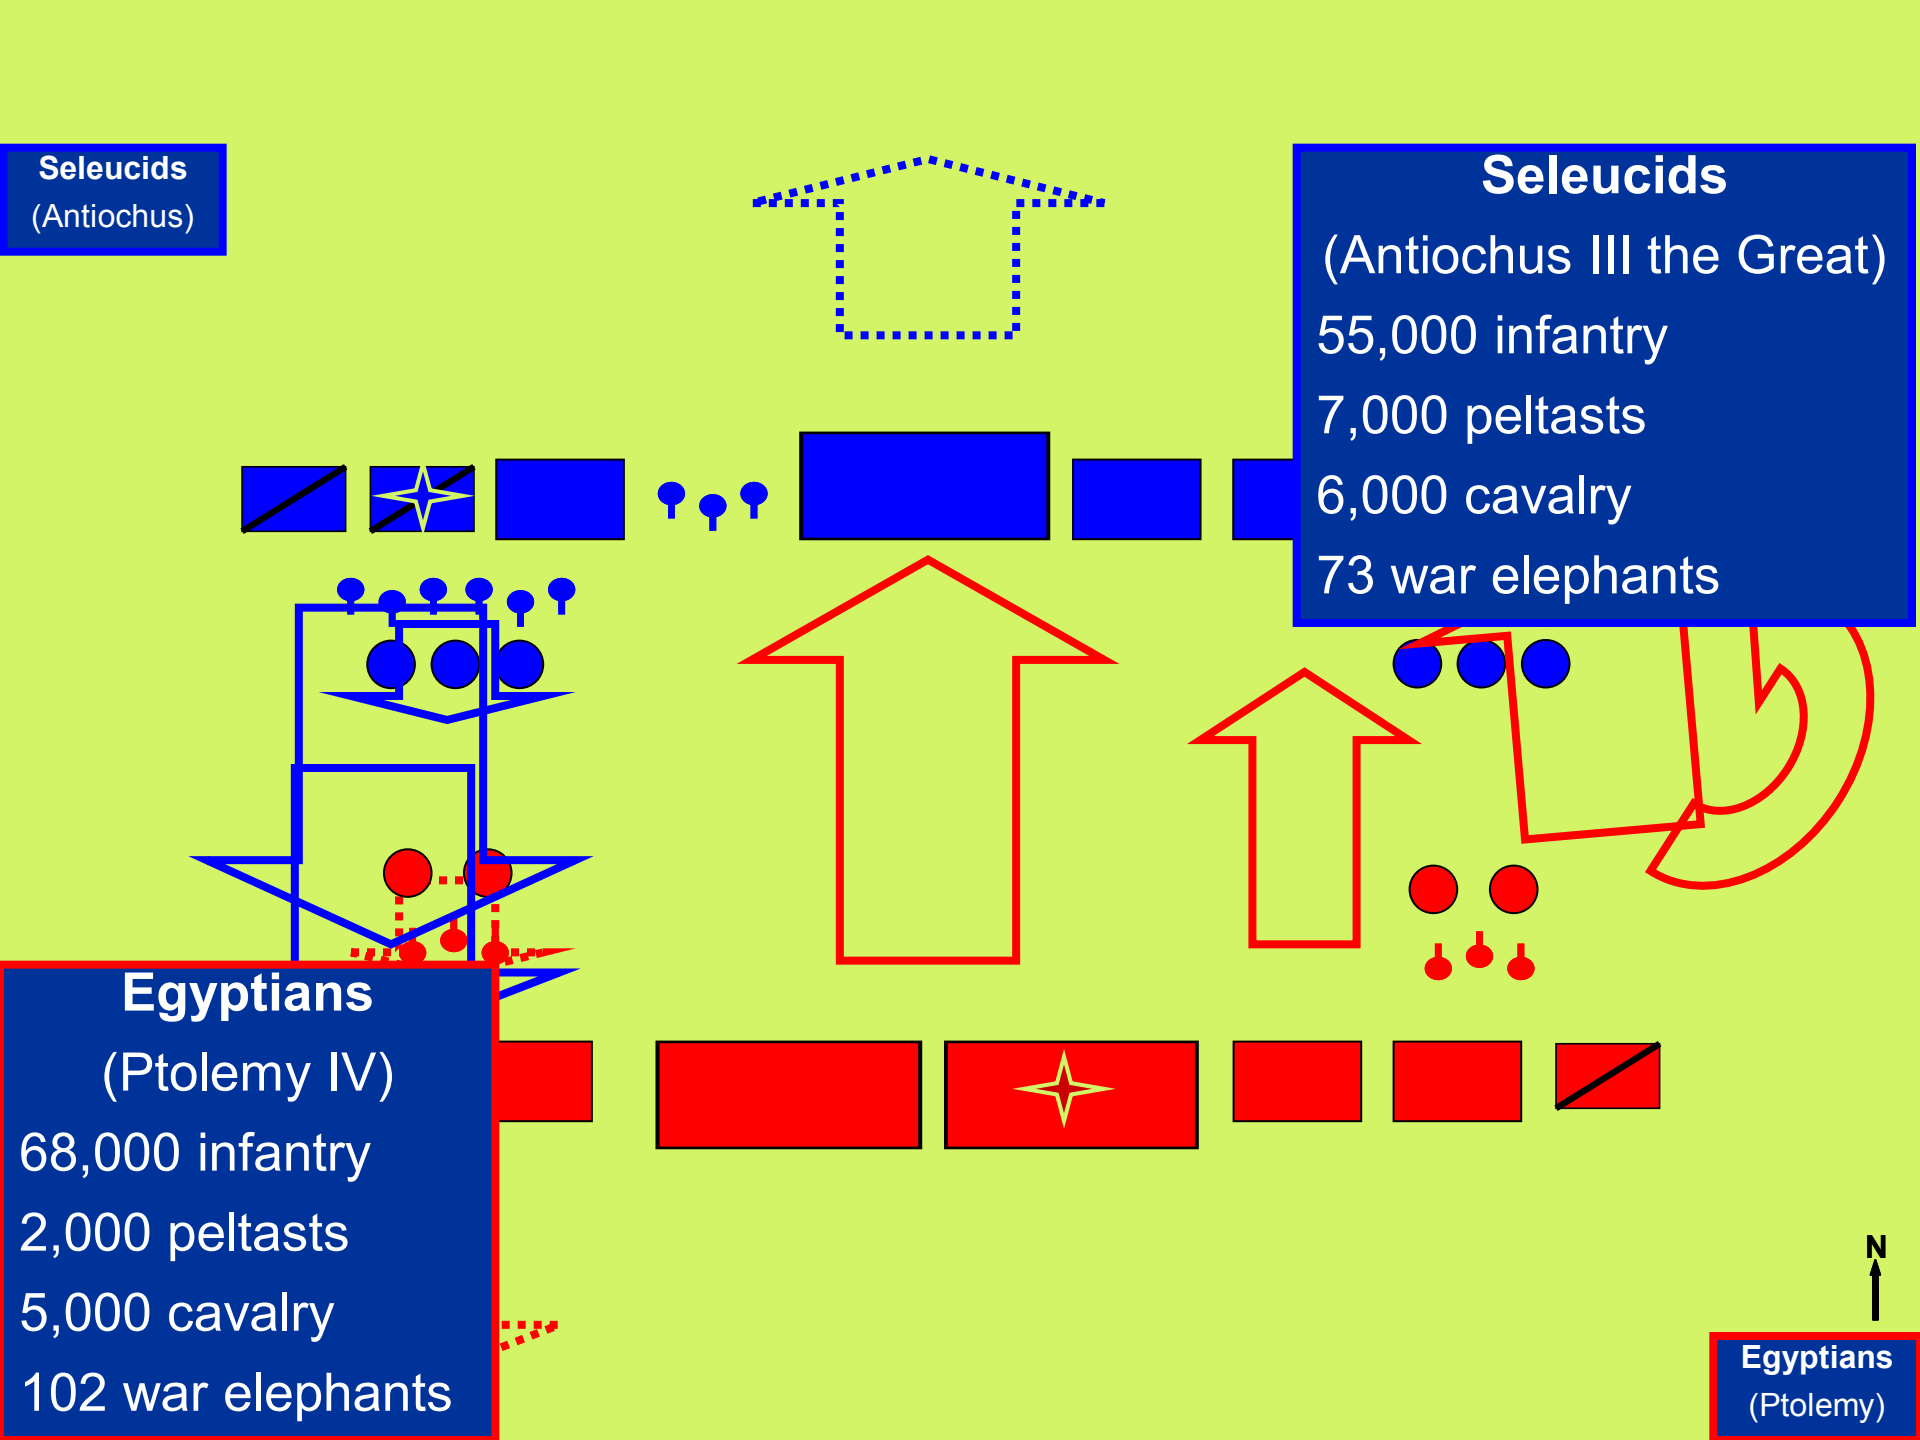 Seleucids
(Antiochus)
Seleucids
(Antiochus III the Great)
55,000 infantry
7,000 peltasts
6,000 cavalry
73 war elephants
Egyptians
(Ptolemy IV)
68,000 infantry
2,000 peltasts
5,000 cavalry
102 war elephants
N
Egyptians
(Ptolemy)